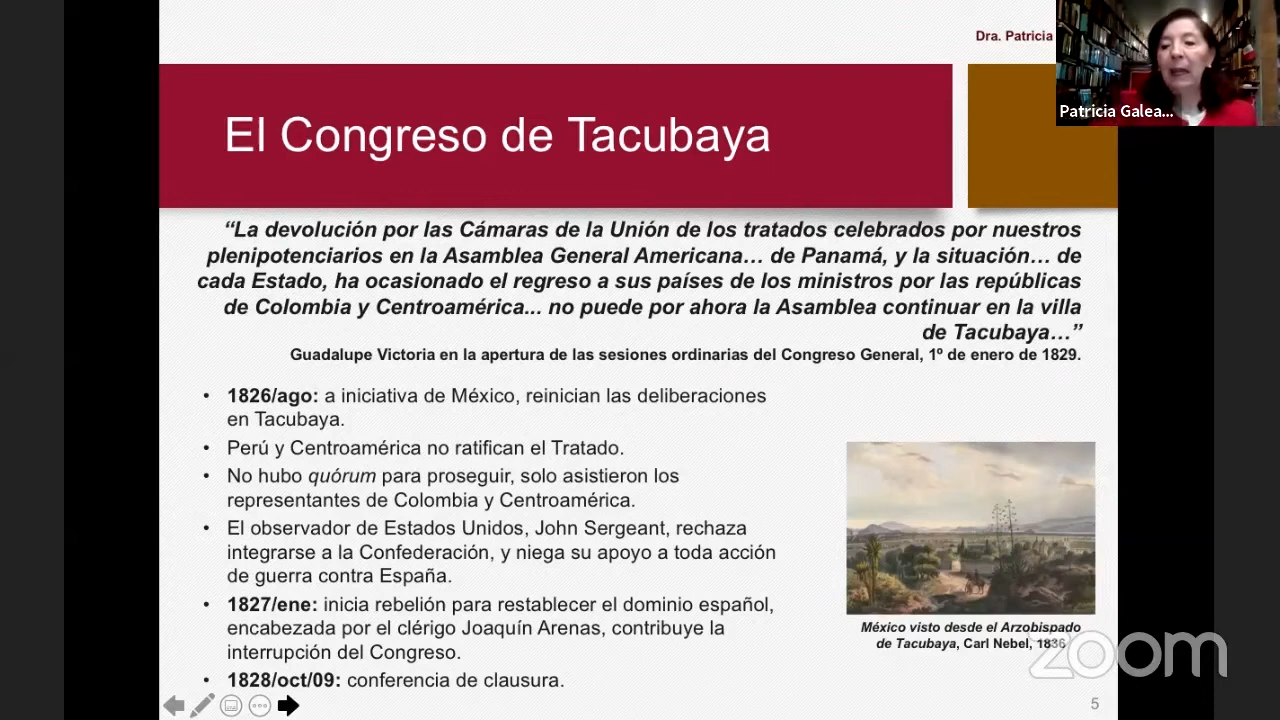 Dra. Patricia
Patricia Galea...
El Congreso de Tacubaya
“La devolución por las Cámaras de la Unión de los tratados celebrados por nuestros
plenipotenciarios en la Asamblea General Americana… de Panamá, y la situación… de
cada Estado, ha ocasionado el regreso a sus países de los ministros por las repúblicas
de Colombia y Centroamérica... no puede por ahora la Asamblea continuar en la villa
de Tacubaya…”
Guadalupe Victoria en la apertura de las sesiones ordinarias del Congreso General, 1º de enero de 1829.
• 1826/ago: a iniciativa de México, reinician las deliberaciones
en Tacubaya.
• Perú y Centroamérica no ratifican el Tratado.
• No hubo quórum para proseguir, solo asistieron los
representantes de Colombia y Centroamérica.
• El observador de Estados Unidos, John Sergeant, rechaza
integrarse a la Confederación, y niega su apoyo a toda acción
de guerra contra España.
• 1827/ene: inicia rebelión para restablecer el dominio español,
encabezada por el clérigo Joaquín Arenas, contribuye la
interrupción del Congreso.
• 1828/oct/09: conferencia de clausura.
México visto desde el Arzobispado
de Tacubaya, Carl Nebel, 1836
zoom
5